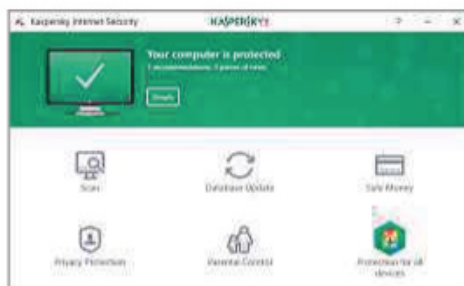 Kaspersky Internet Security
KASPERSKY
Your computer is protected
Details
Scan
Database Update
Safe Money
Privacy Protection
Parental Control
Protection for all
devices